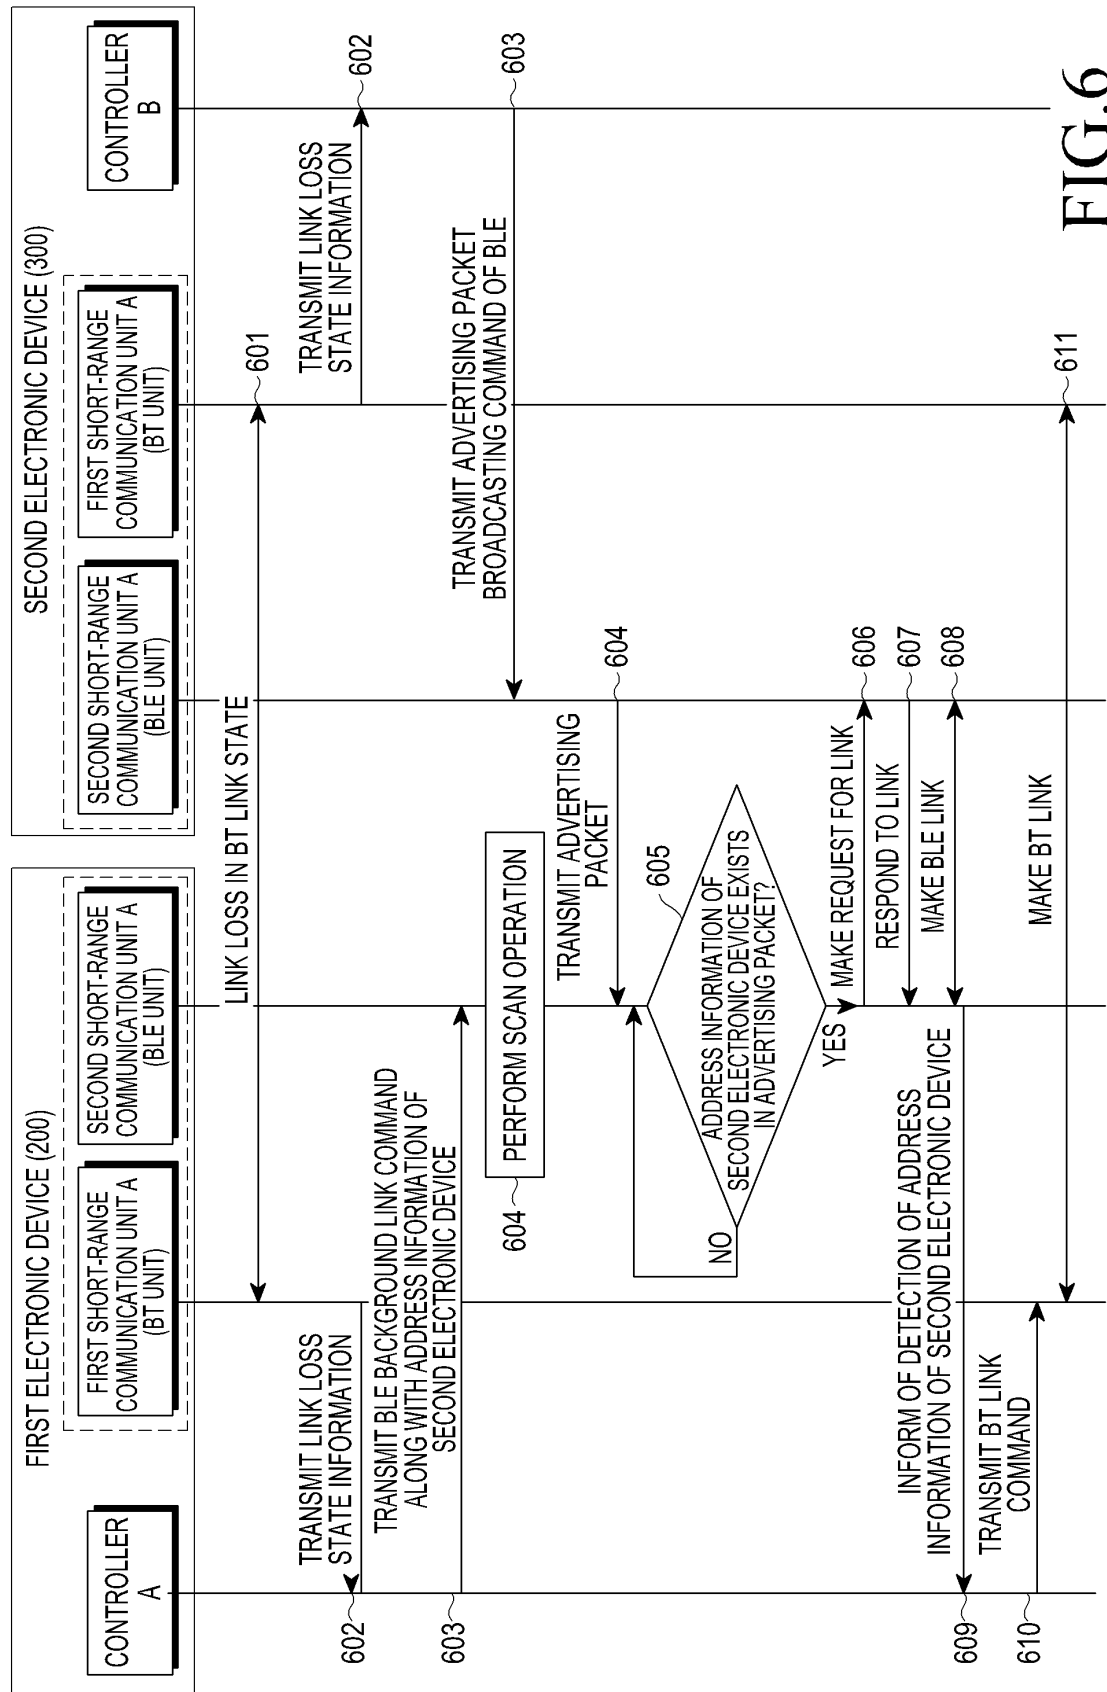 FIRST ELECTRONIC DEVICE (200)
SECOND ELECTRONIC DEVICE (300)
CONTROLLER
A
FIRST SHORT-RANGE
COMMUNICATION UNIT A
(BT UNIT)
SECOND SHORT-RANGE
COMMUNICATION UNIT A
(BLE UNIT)
SECOND SHORT-RANGE
COMMUNICATION UNIT A
(BLE UNIT)
FIRST SHORT-RANGE
COMMUNICATION UNIT A
(BT UNIT)
CONTROLLER
B
LINK LOSS IN BT LINK STATE
601
TRANSMIT LINK LOSS
STATE INFORMATION
602
TRANSMIT LINK LOSS
STATE INFORMATION
602
TRANSMIT BLE BACKGROUND LINK COMMAND
ALONG WITH ADDRESS INFORMATION OF
SECOND ELECTRONIC DEVICE
603
TRANSMIT ADVERTISING PACKET
BROADCASTING COMMAND OF BLE
603
604
PERFORM SCAN OPERATION
TRANSMIT ADVERTISING
PACKET
604
605
ADDRESS INFORMATION OF
SECOND ELECTRONIC DEVICE EXISTS
IN ADVERTISING PACKET?
NO
YES
MAKE REQUEST FOR LINK
606
RESPOND TO LINK
607
MAKE BLE LINK
608
INFORM OF DETECTION OF ADDRESS
INFORMATION OF SECOND ELECTRONIC DEVICE
609
TRANSMIT BT LINK
COMMAND
610
MAKE BT LINK
611
FIG.6